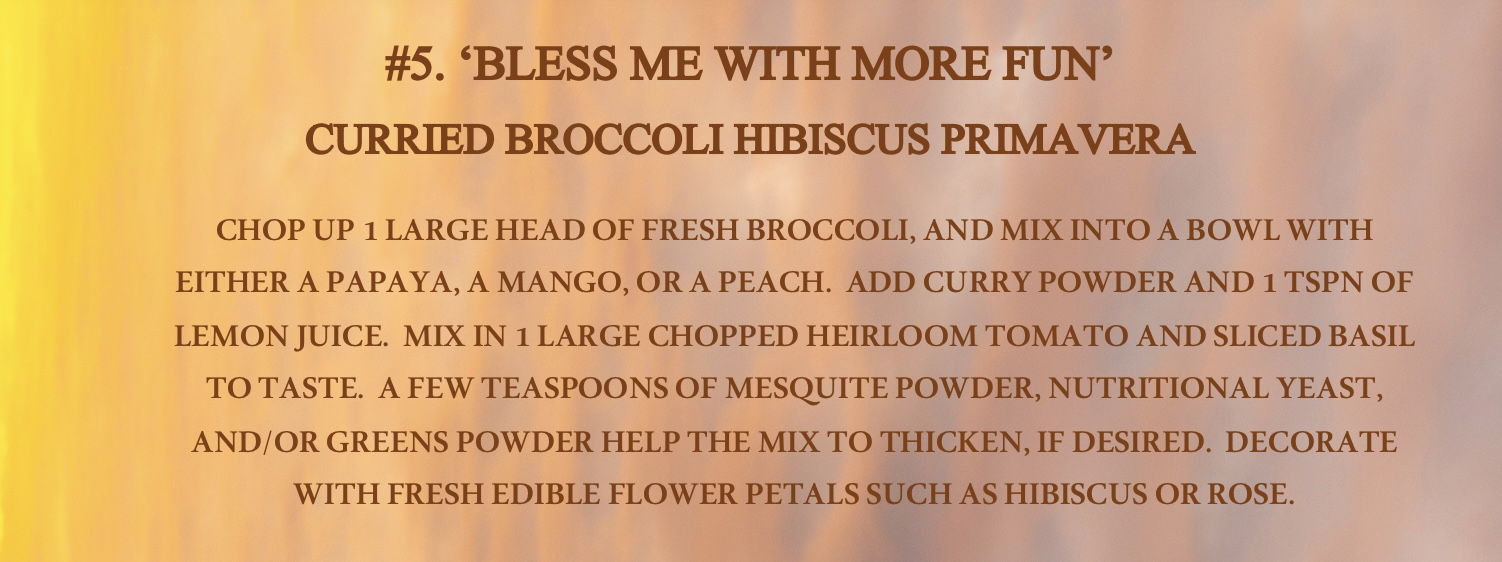 #5. ‘BLESS ME WITH MORE FUN’
CURRIED BROCCOLI HIBISCUS PRIMAVERA
CHOP UP 1 LARGE HEAD OF FRESH BROCCOLI, AND MIX INTO A BOWL WITH
EITHER A PAPAYA, A MANGO, OR A PEACH. ADD CURRY POWDER AND 1 TSPN OF
LEMON JUICE. MIX IN 1 LARGE CHOPPED HEIRLOOM TOMATO AND SLICED BASIL
TO TASTE. A FEW TEASPOONS OF MESQUITE POWDER, NUTRITIONAL YEAST,
AND/OR GREENS POWDER HELP THE MIX TO THICKEN, IF DESIRED. DECORATE
WITH FRESH EDIBLE FLOWER PETALS SUCH AS HIBISCUS OR ROSE.